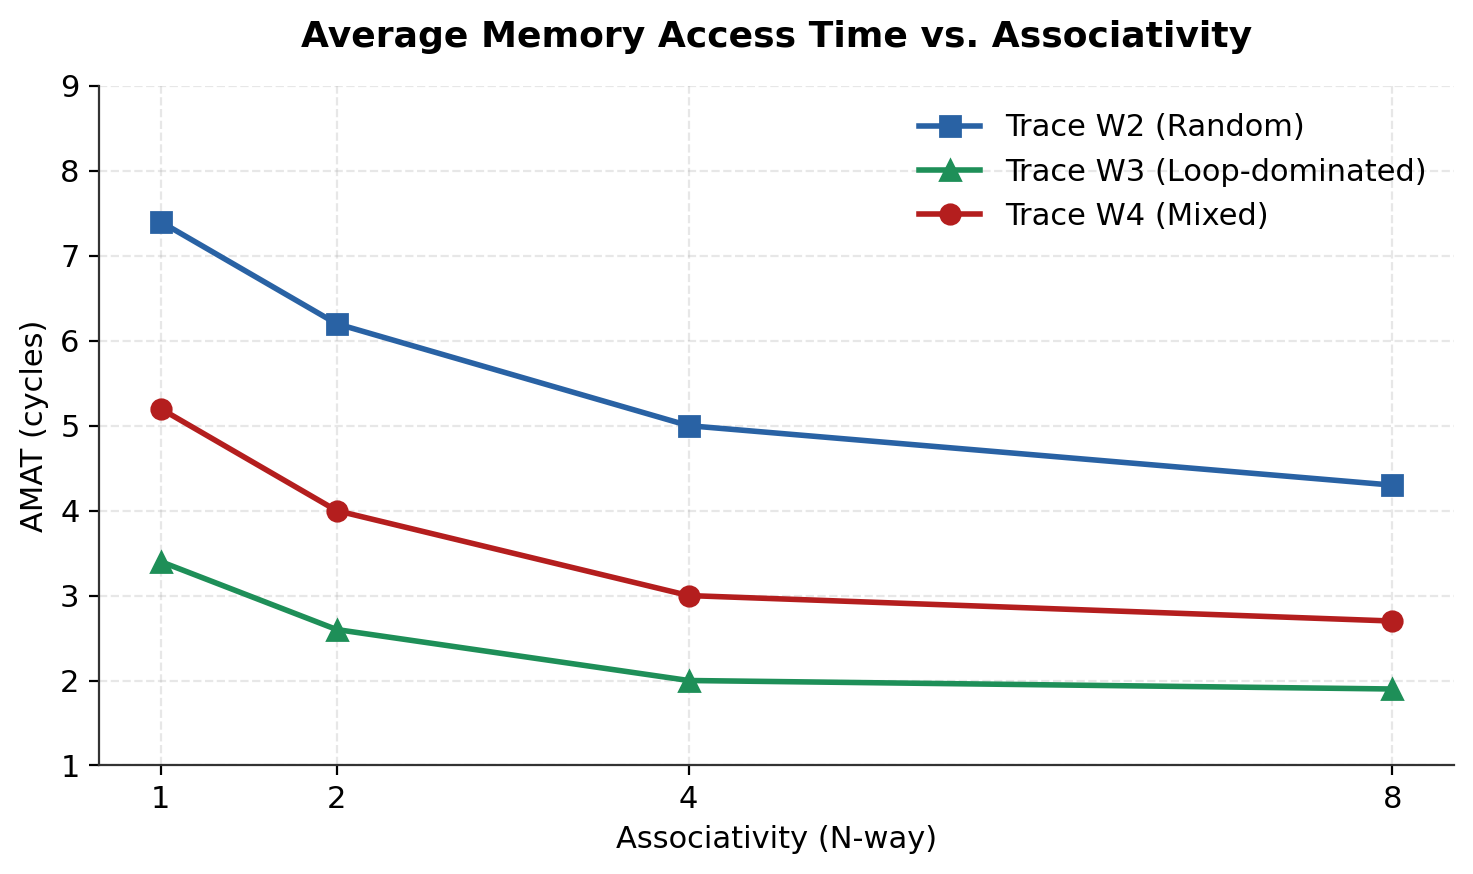 Average Memory Access Time vs. Associativity
9
8
7
6
5
4
3
2
1
AMAT (cycles)
Trace W2 (Random)
Trace W3 (Loop-dominated)
Trace W4 (Mixed)
1 2 4 8
Associativity (N-way)